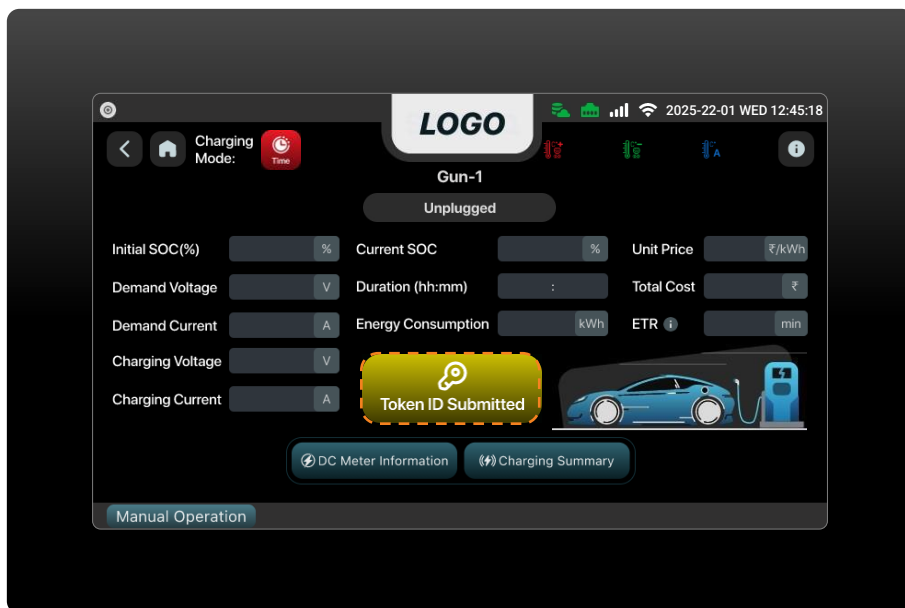 LOGO
2025-22-01 WED 12:45:18
Charging
Mode:
Time
A
Gun-1
Unplugged
Initial SOC(%) %
Current SOC %
Unit Price ₹/kWh
Demand Voltage V
Duration (hh:mm) :
Total Cost ₹
Demand Current A
Energy Consumption kWh
ETR i min
Charging Voltage V
Charging Current A
Token ID Submitted
DC Meter Information
Charging Summary
Manual Operation